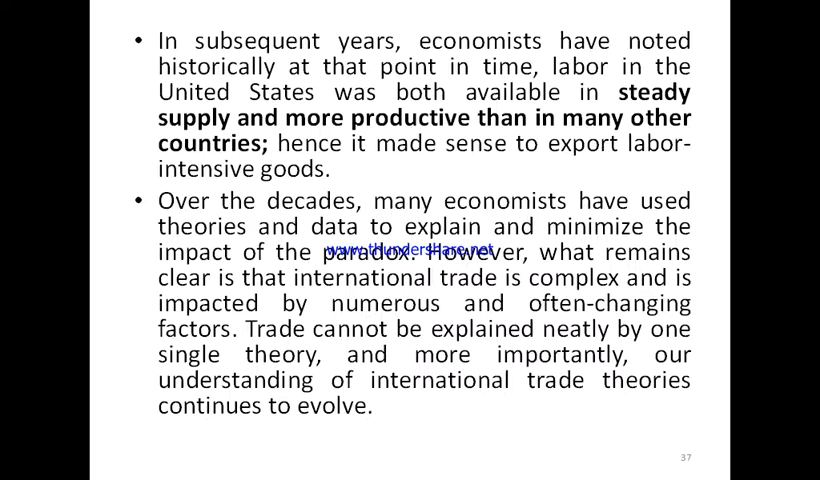 • In subsequent years, economists have noted
historically at that point in time, labor in the
United States was both available in steady
supply and more productive than in many other
countries; hence it made sense to export labor-
intensive goods.
• Over the decades, many economists have used
theories and data to explain and minimize the
impact of the paradox. However, what remains
www.thundershare.net
clear is that international trade is complex and is
impacted by numerous and often-changing
factors. Trade cannot be explained neatly by one
single theory, and more importantly, our
understanding of international trade theories
continues to evolve.
37